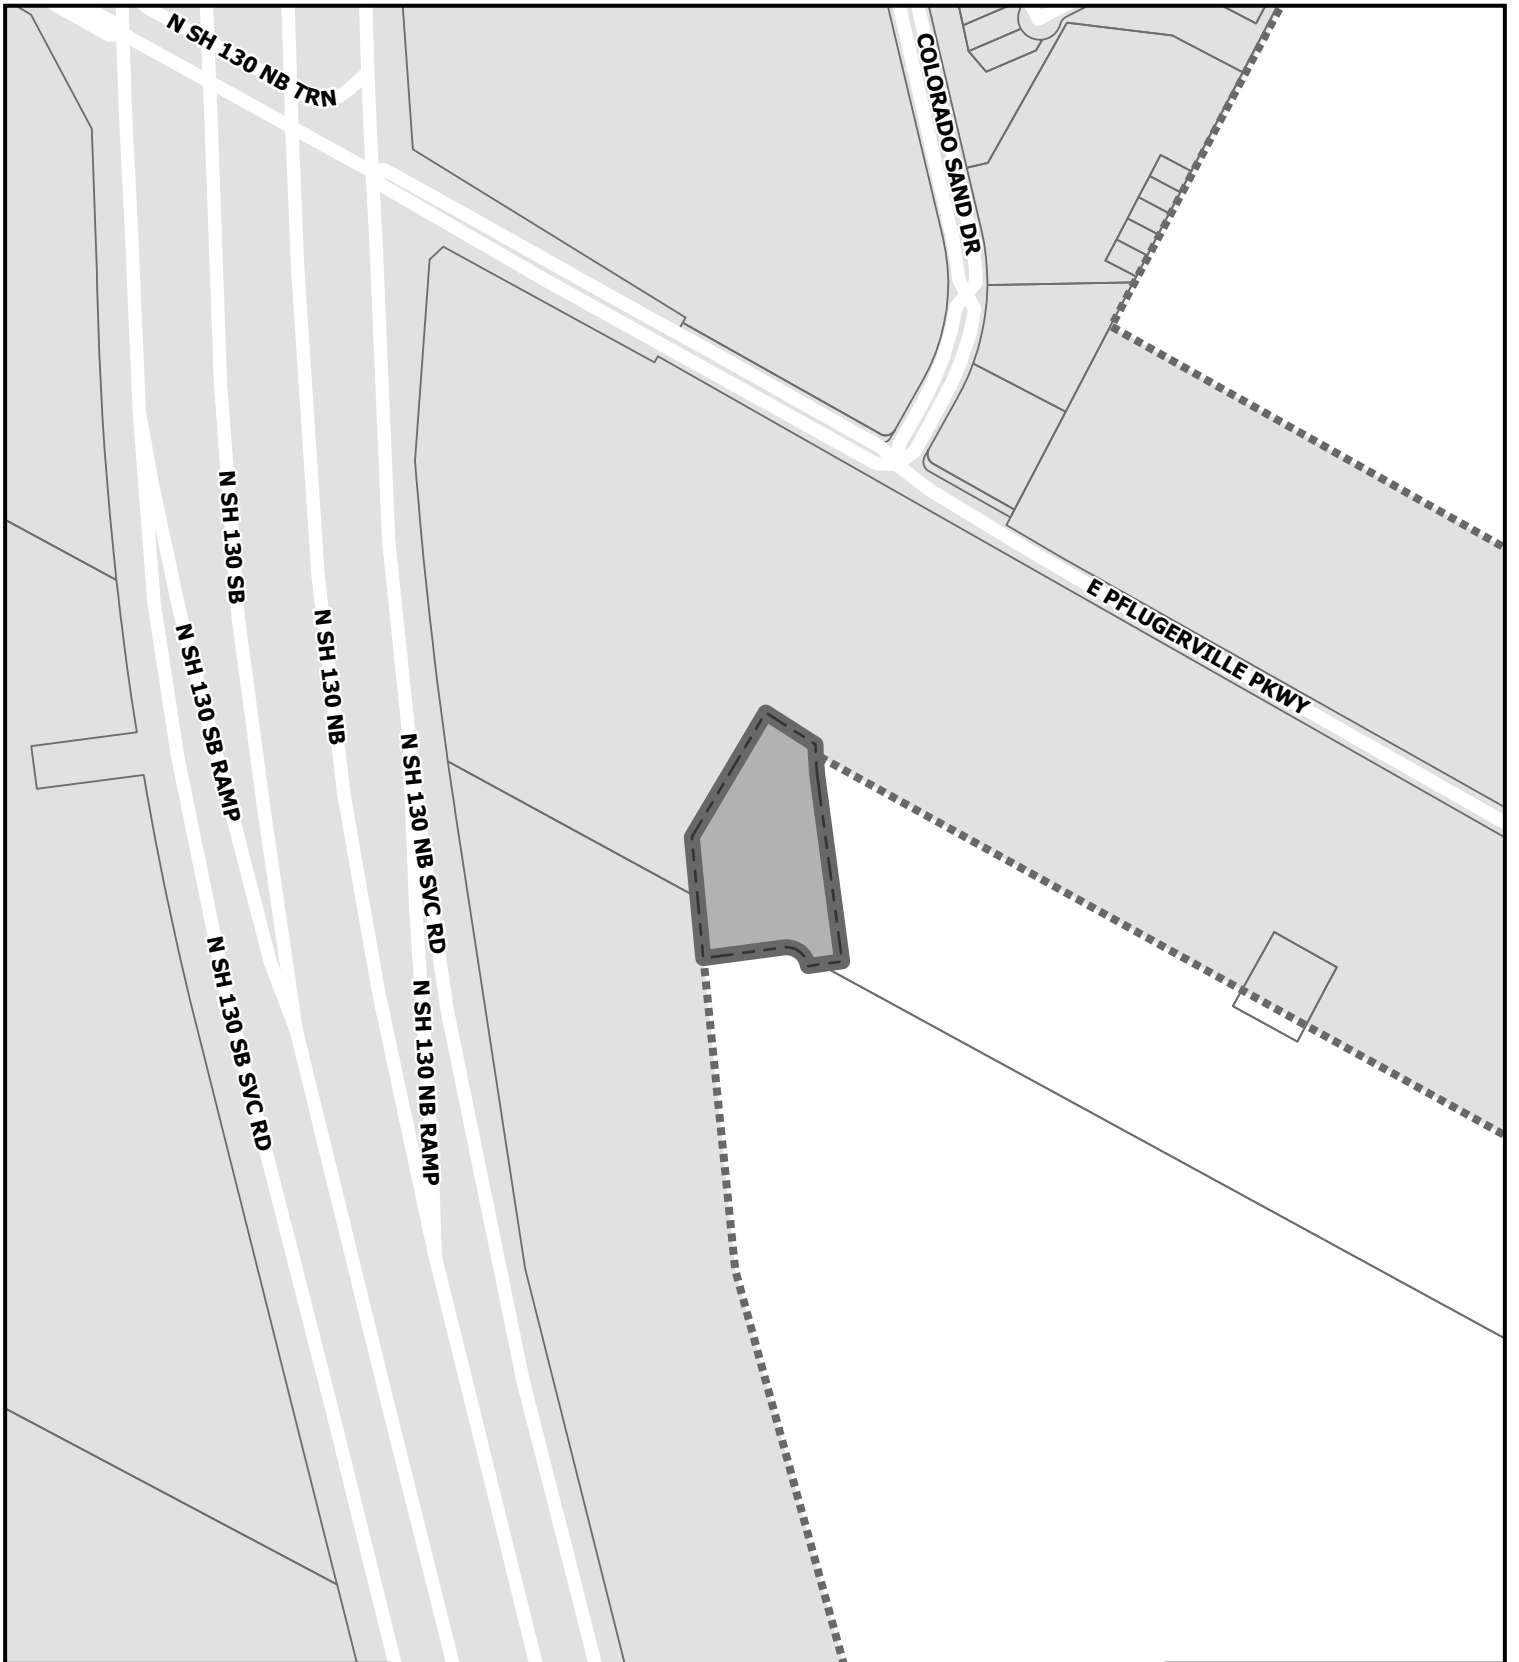 N SH 130 NB TRN
COLORADO SAND DR
N SH 130 SB
E PFLUGERVILLE PKWY
N SH 130 NB
N SH 130 SB RAMP
N SH 130 NB SVC RD
N SH 130 SB SVC RD
N SH 130 NB RAMP